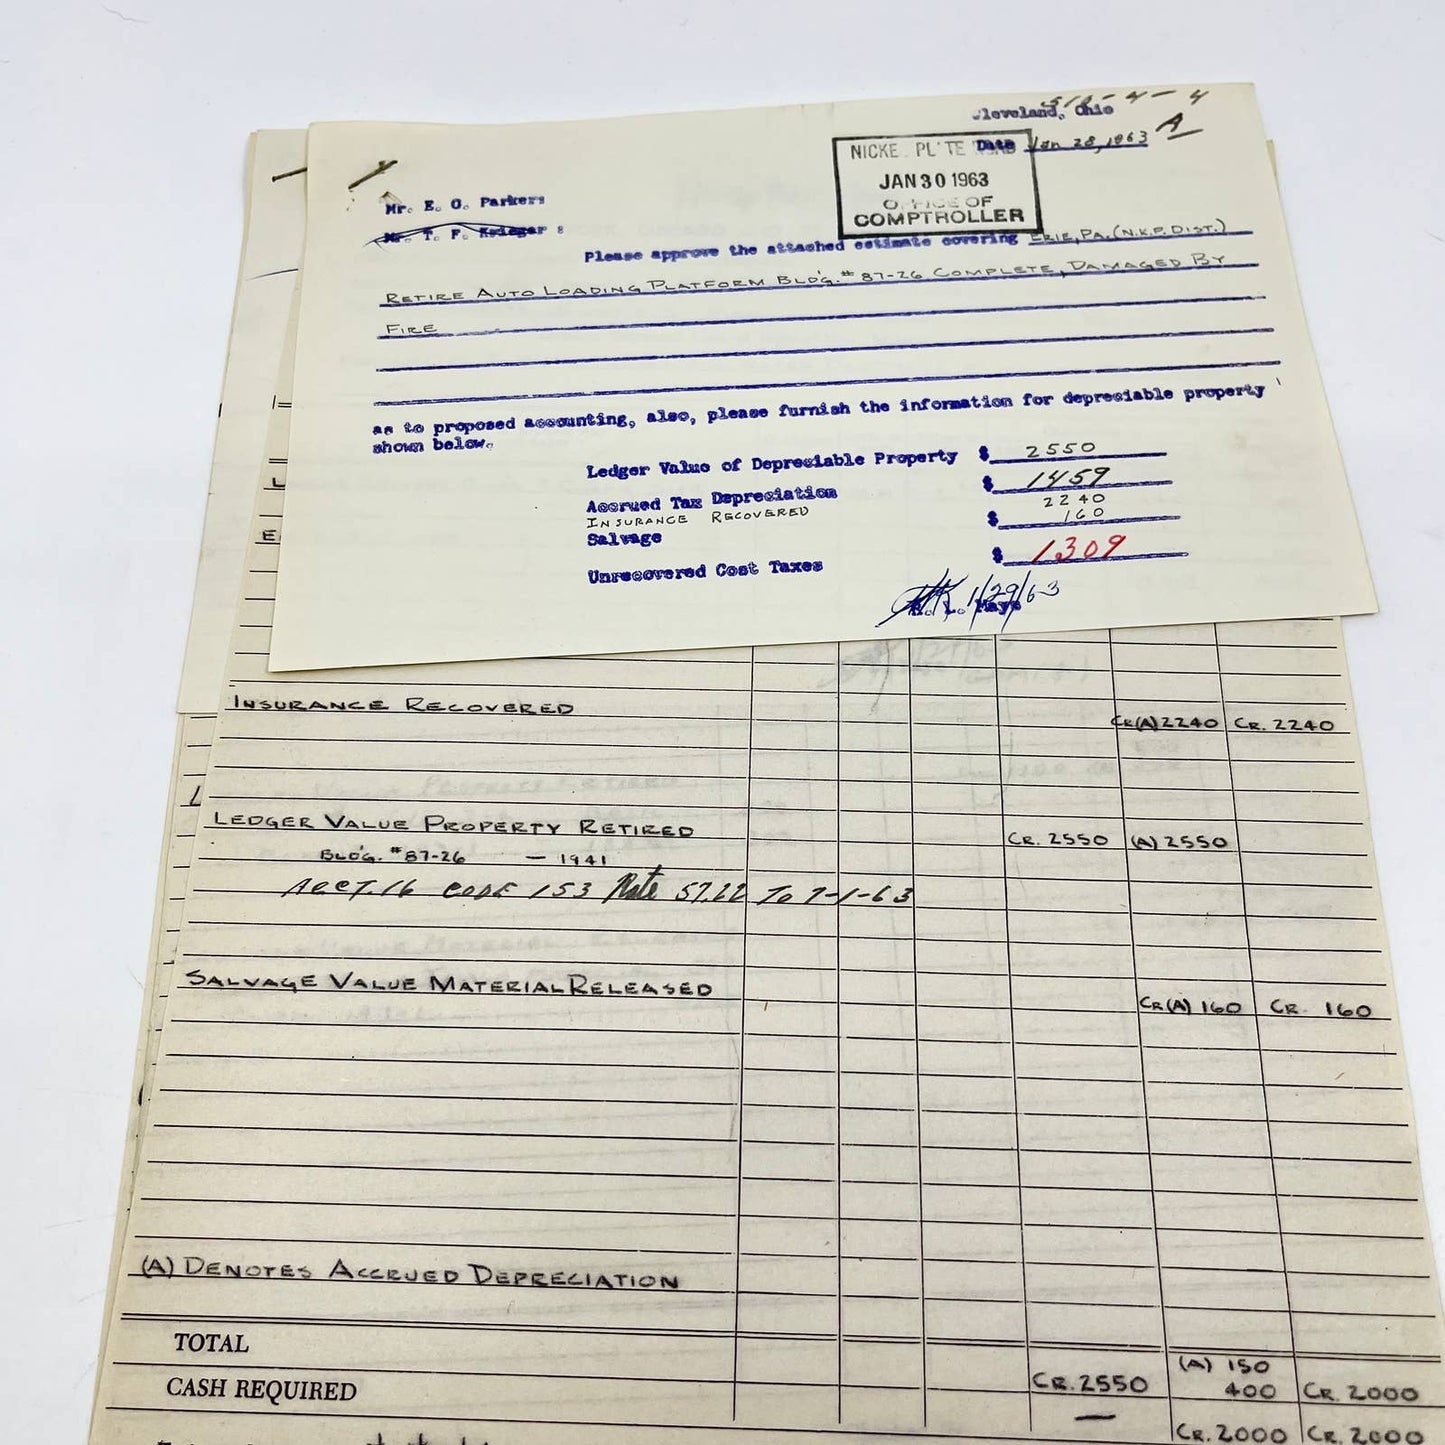 Cleveland, Ohio
Date Jan 28, 1963
A
NICKEL PLATE ROAD
JAN 30 1963
OFFICE OF
COMPTROLLER
Mr. E. O. Parkers
Mr. T. F. Krieger :
Please approve the attached estimate covering ERIE, PA. (N.K.P. DIST.)
RETIRE AUTO LOADING PLATFORM BLD'G. #87-26 COMPLETE, DAMAGED BY
FIRE
as to proposed accounting, also, please furnish the information for depreciable property
shown below.
Ledger Value of Depreciable Property $ 2550
Accrued Tax Depreciation $ 1459
INSURANCE RECOVERED 2240
Salvage $ 160
Unrecovered Cost Taxes $ 1309
1/29/63
L. Mays
INSURANCE RECOVERED
CR(A) 2240 CR. 2240
LEDGER VALUE PROPERTY RETIRED
CR. 2550 (A) 2550
BLD'G. #87-26 — 1941
ACCT. 16 CODE 153 Rate 57.22 TO 7-1-63
SALVAGE VALUE MATERIAL RELEASED
CR(A) 160 CR. 160
(A) DENOTES ACCRUED DEPRECIATION
TOTAL
(A) 150
CR. 2550 400 CR. 2000
CASH REQUIRED
— CR. 2000 CR. 2000